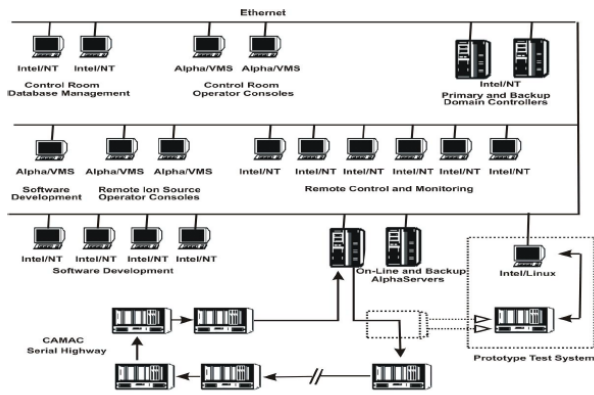 Ethernet
Intel/NT Intel/NT Alpha/VMS Alpha/VMS
Intel/NT
Control Room
Database Management
Control Room
Operator Consoles
Primary and Backup
Domain Controllers
Alpha/VMS Alpha/VMS Alpha/VMS Intel/NT Intel/NT Intel/NT Intel/NT Intel/NT Intel/NT
Software
Development
Remote Ion Source
Operator Consoles
Remote Control and Monitoring
Intel/NT Intel/NT Intel/NT Intel/NT
Software Development
On-Line and Backup
AlphaServers
Intel/Linux
CAMAC
Serial Highway
Prototype Test System